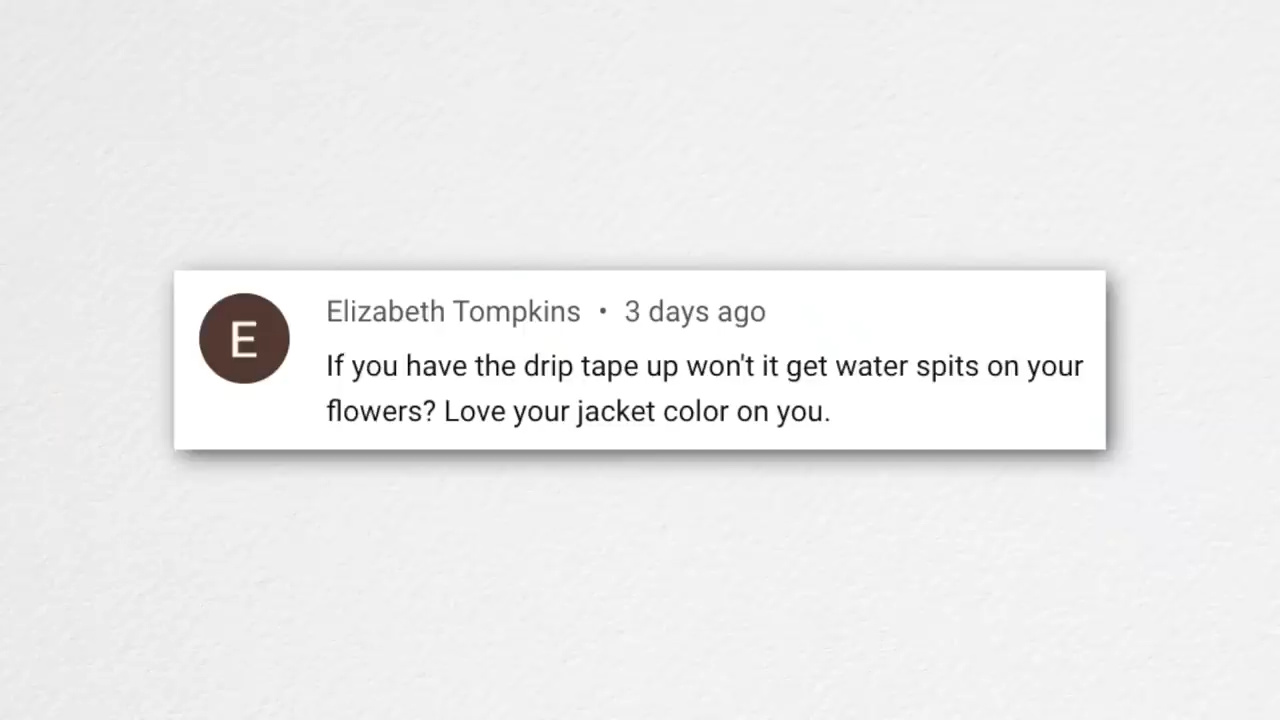 E
Elizabeth Tompkins • 3 days ago
If you have the drip tape up won't it get water spits on your
flowers? Love your jacket color on you.